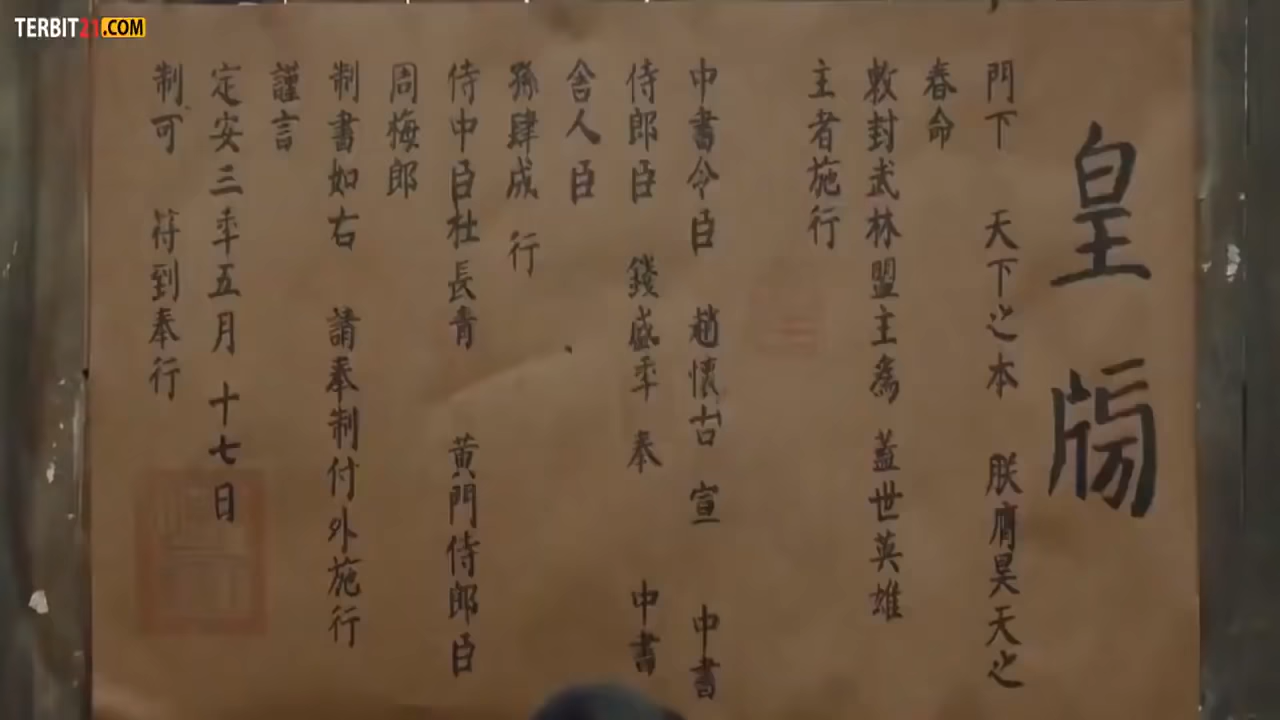 TERBIT21.COM
皇牓
門下 天下之本 朕膺昊天之
春命
敕封武林盟主為 蓋世英雄
主者施行
中書令臣 趙懷古 宣 中書
侍郎臣 錢盛年 奉 中書
舍人臣
孫肆成 行
侍中臣杜長青 黃門侍郎臣
周梅郎
制書如右 請奉制付外施行
謹言
定安三年五月 十七日
制可 符到奉行